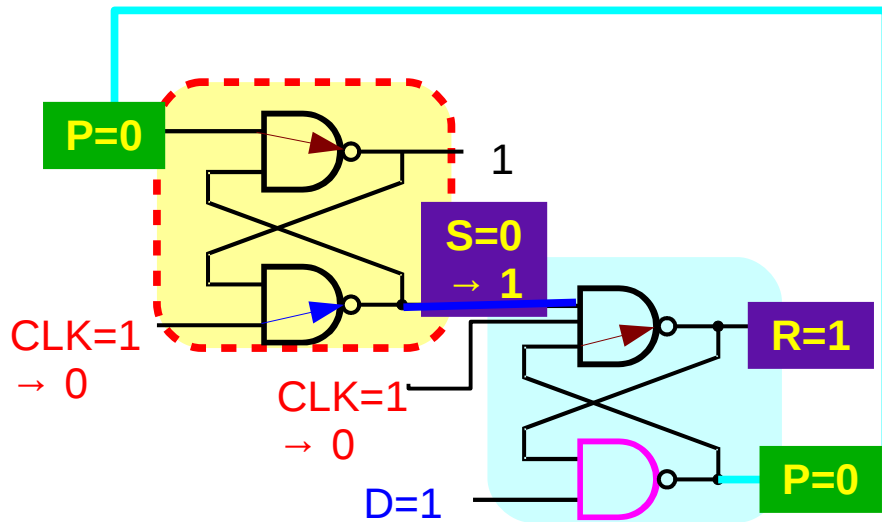 P=0
1
S=0
→ 1
CLK=1
→ 0
R=1
CLK=1
→ 0
P=0
D=1